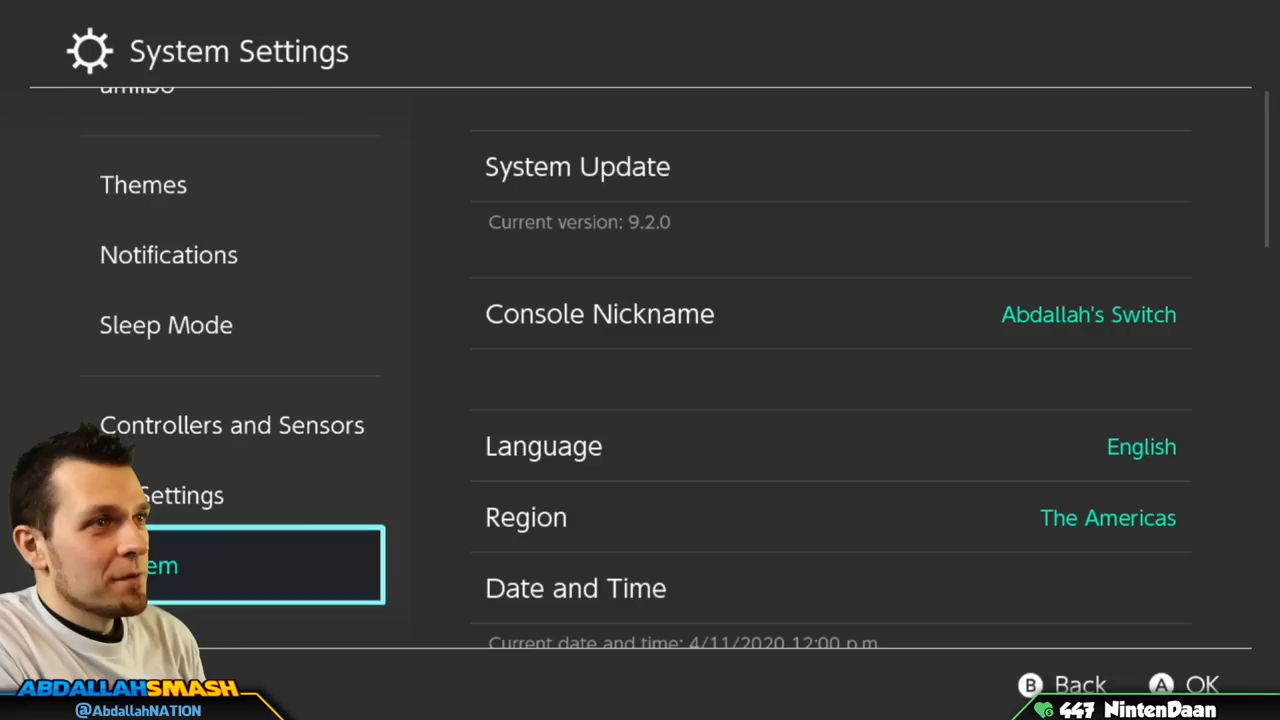 System Settings
amiibo
Themes
Notifications
Sleep Mode
Controllers and Sensors
Settings
em
System Update
Current version: 9.2.0
Console Nickname
Abdallah's Switch
Language
English
Region
The Americas
Date and Time
Current date and time: 4/11/2020 12:00 p.m
B Back
A OK
ABDALLAHSMASH
@AbdallahNATION
447 NintenDaan